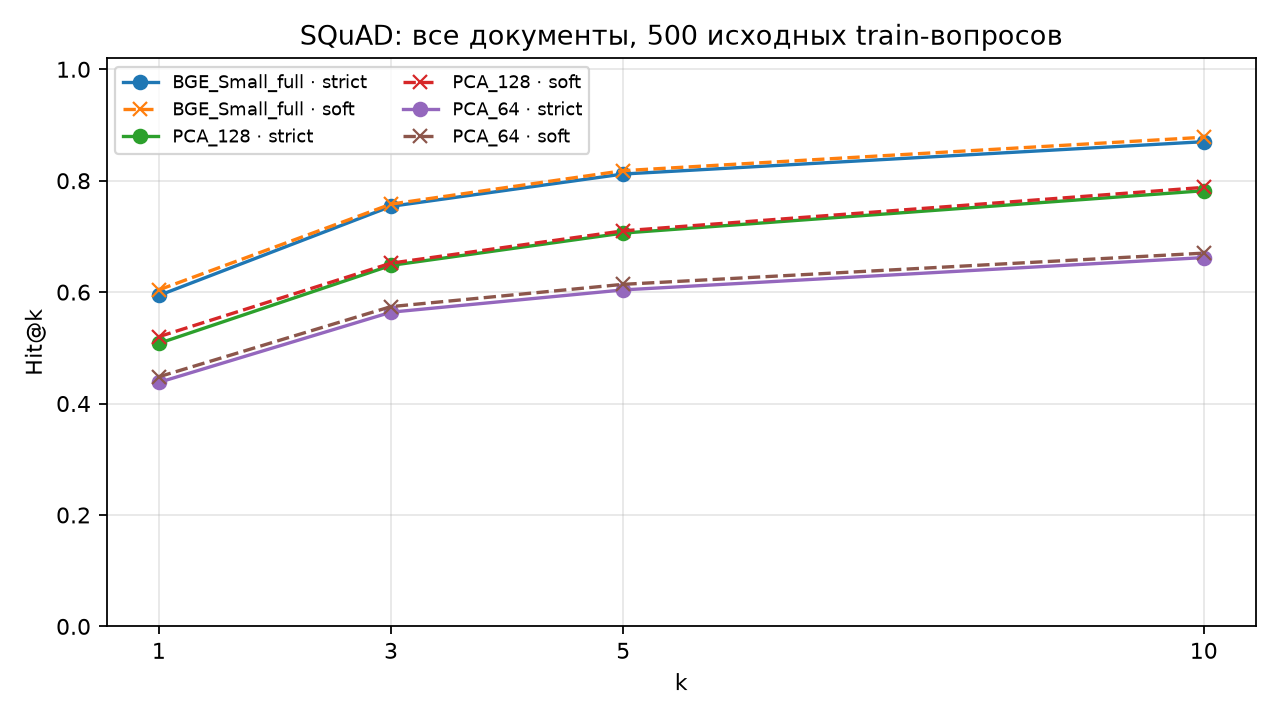 SQuAD: все документы, 500 исходных train-вопросов
BGE_Small_full · strict
BGE_Small_full · soft
PCA_128 · strict
PCA_128 · soft
PCA_64 · strict
PCA_64 · soft
Hit@k
1.0
0.8
0.6
0.4
0.2
0.0
1 3 5 10
k